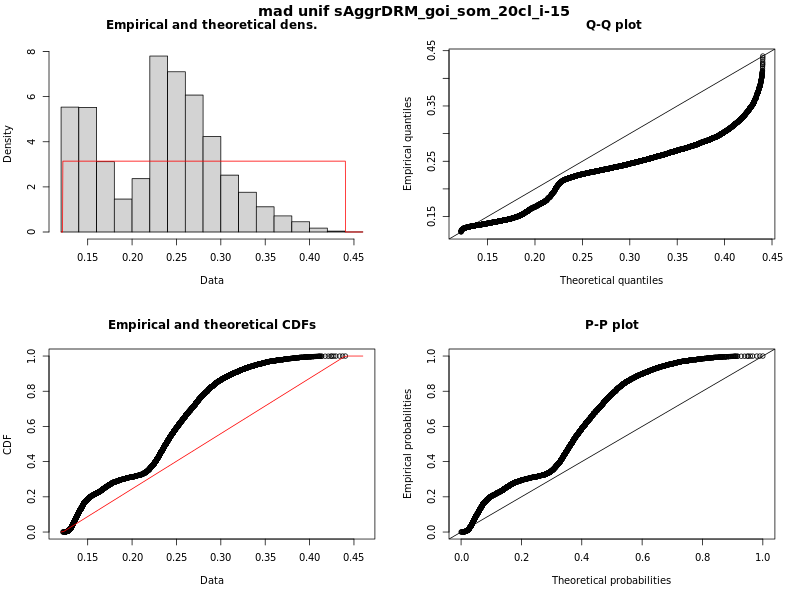 mad unif sAggrDRM_goi_som_20cl_i-15
Empirical and theoretical dens.
Density
0 2 4 6 8
0.15 0.20 0.25 0.30 0.35 0.40 0.45
Data
Q-Q plot
Empirical quantiles
0.15 0.25 0.35 0.45
0.15 0.20 0.25 0.30 0.35 0.40 0.45
Theoretical quantiles
Empirical and theoretical CDFs
CDF
0.0 0.2 0.4 0.6 0.8 1.0
0.15 0.20 0.25 0.30 0.35 0.40 0.45
Data
P-P plot
Empirical probabilities
0.0 0.2 0.4 0.6 0.8 1.0
0.0 0.2 0.4 0.6 0.8 1.0
Theoretical probabilities